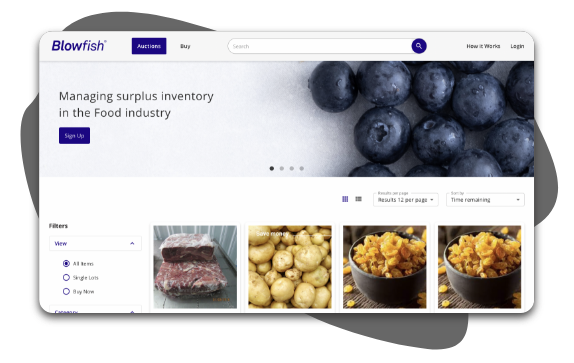 Blowfish®
Auctions
Buy
Search
How it Works
Login
Managing surplus inventory
in the Food industry
Sign Up
Results per page
Results 12 per page
Sort by
Time remaining
Filters
View
All Items
Single Lots
Buy Now
Category
Save money